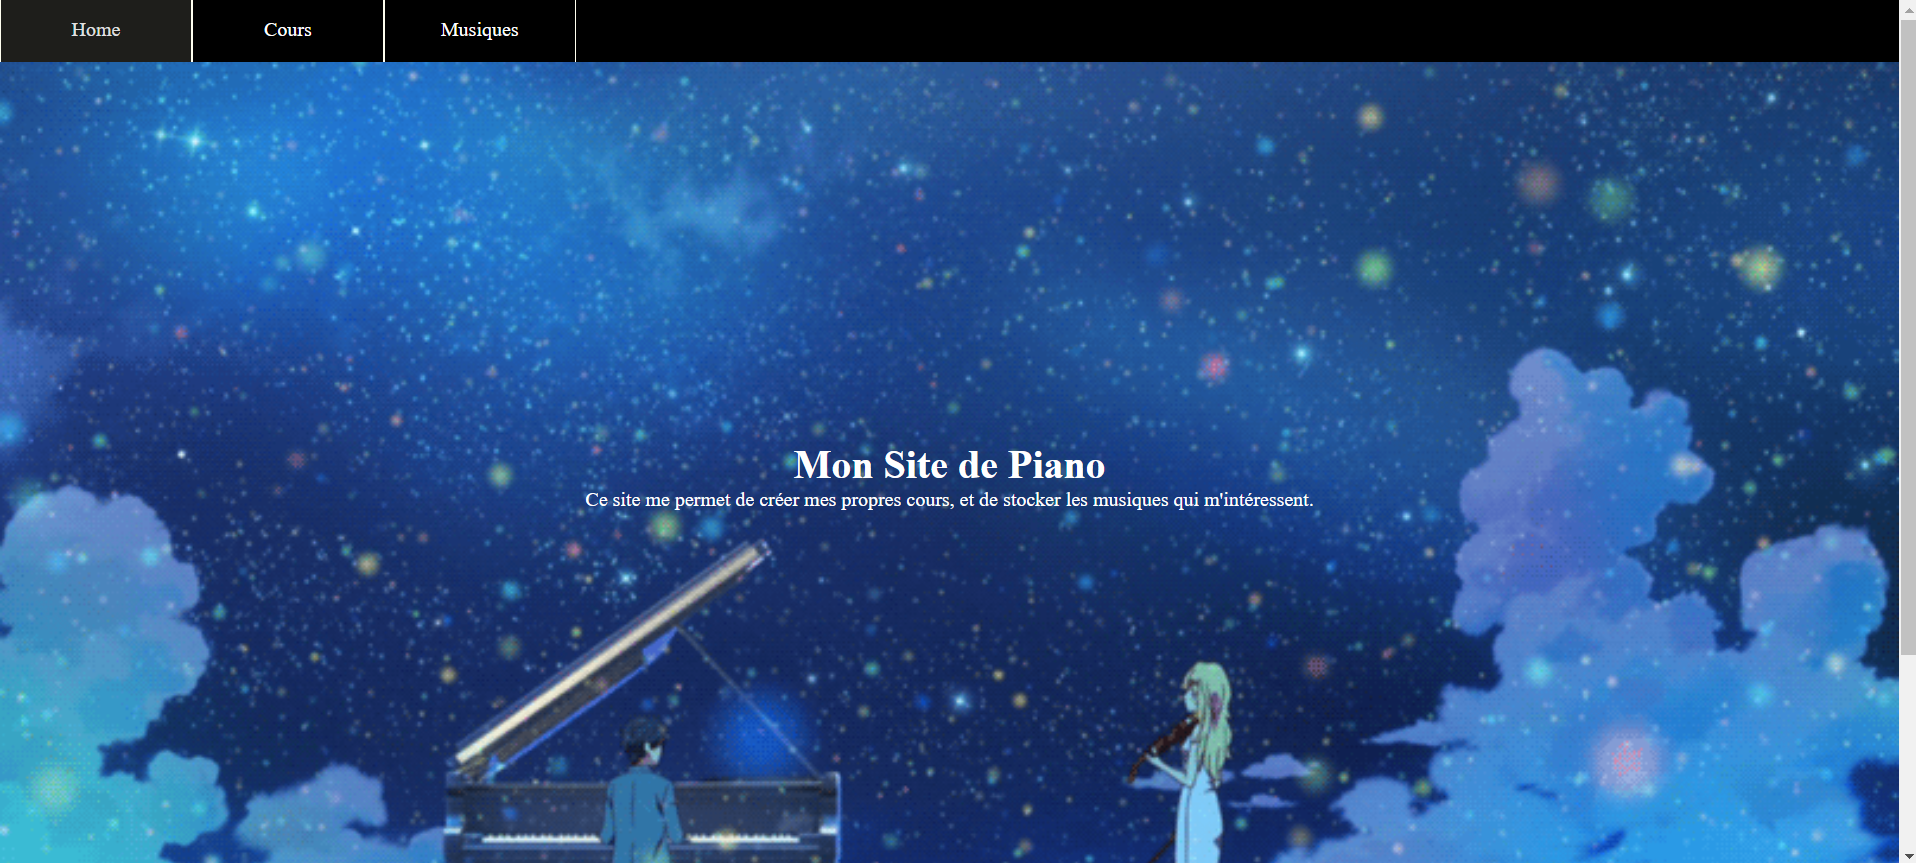 Home Cours Musiques
Mon Site de Piano
Ce site me permet de créer mes propres cours, et de stocker les musiques qui m'intéressent.